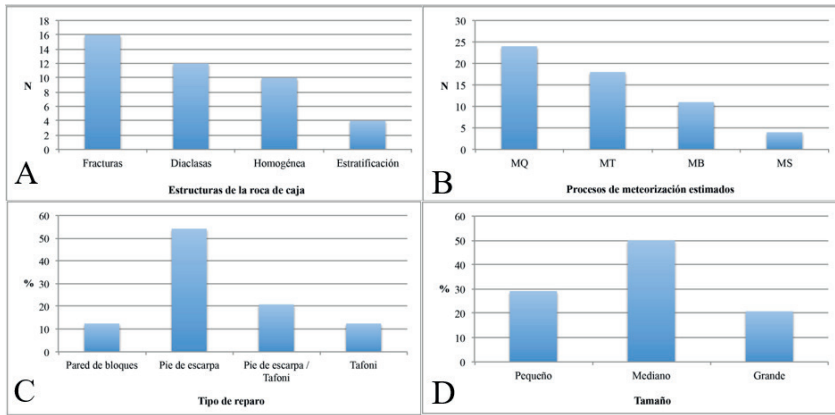 18
16
14
12
10
8
6
4
2
0
N
Fracturas Diaclasas Homogénea Estratificación
Estructuras de la roca de caja
A
30
25
20
15
10
5
0
N
MQ MT MB MS
Procesos de meteorización estimados
B
60
50
40
30
20
10
0
%
Pared de bloques Pie de escarpa Pie de escarpa / Tafoni
Tafoni
Tipo de reparo
C
60
50
40
30
20
10
0
%
Pequeño Mediano Grande
Tamaño
D